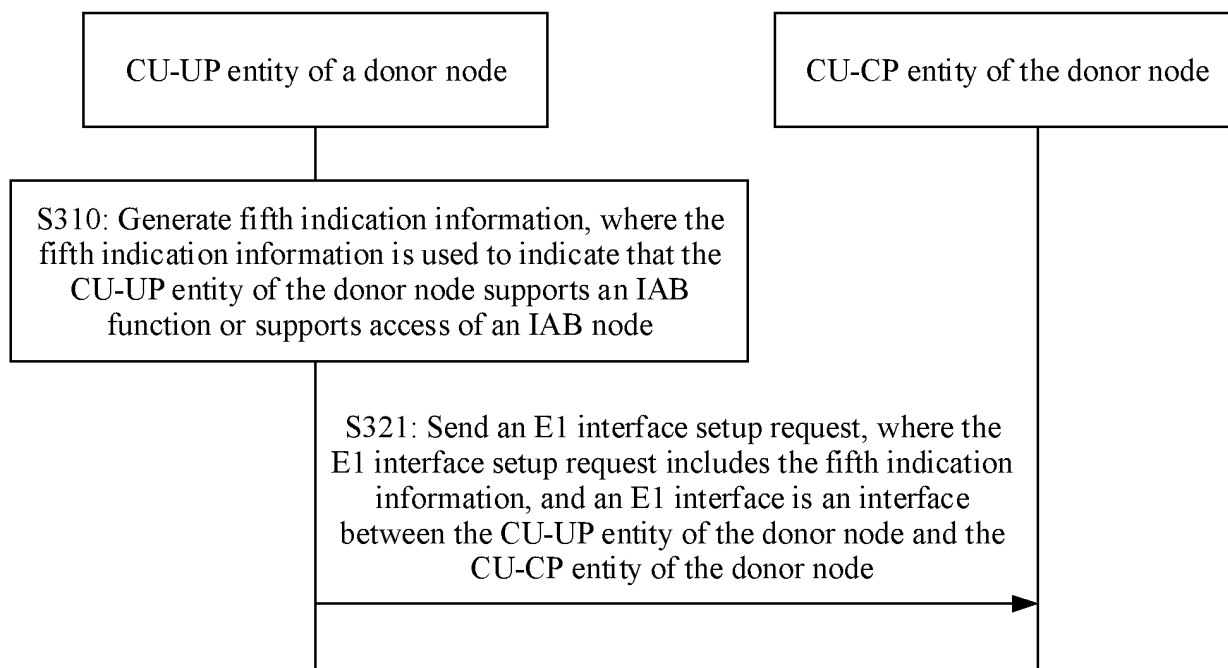 CU-UP entity of a donor node
CU-CP entity of the donor node
S310: Generate fifth indication information, where the
fifth indication information is used to indicate that the
CU-UP entity of the donor node supports an IAB
function or supports access of an IAB node
S321: Send an E1 interface setup request, where the
E1 interface setup request includes the fifth indication
information, and an E1 interface is an interface
between the CU-UP entity of the donor node and the
CU-CP entity of the donor node